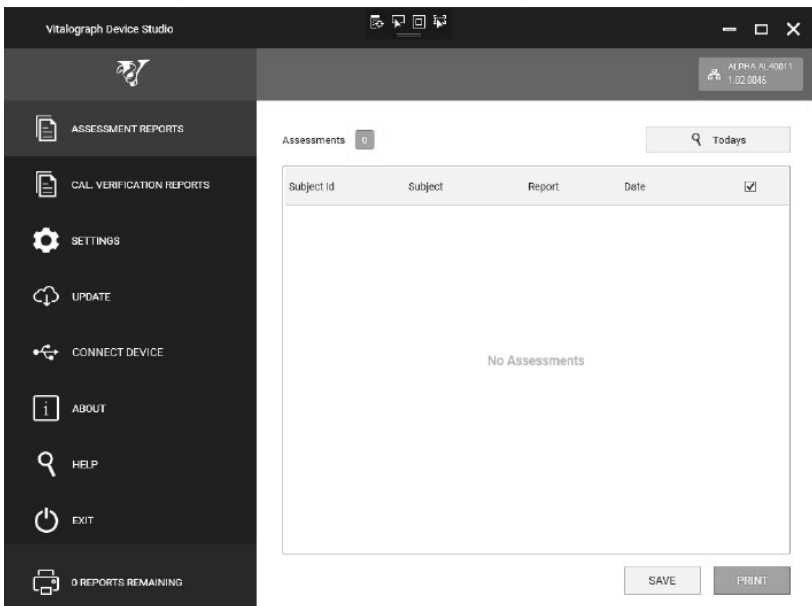 Vitalograph Device Studio
ALPHA AL40011
1.02.0046
ASSESSMENT REPORTS
CAL. VERIFICATION REPORTS
SETTINGS
UPDATE
CONNECT DEVICE
i ABOUT
HELP
EXIT
0 REPORTS REMAINING
Assessments 0
Todays
Subject Id Subject Report Date
No Assessments
SAVE PRINT